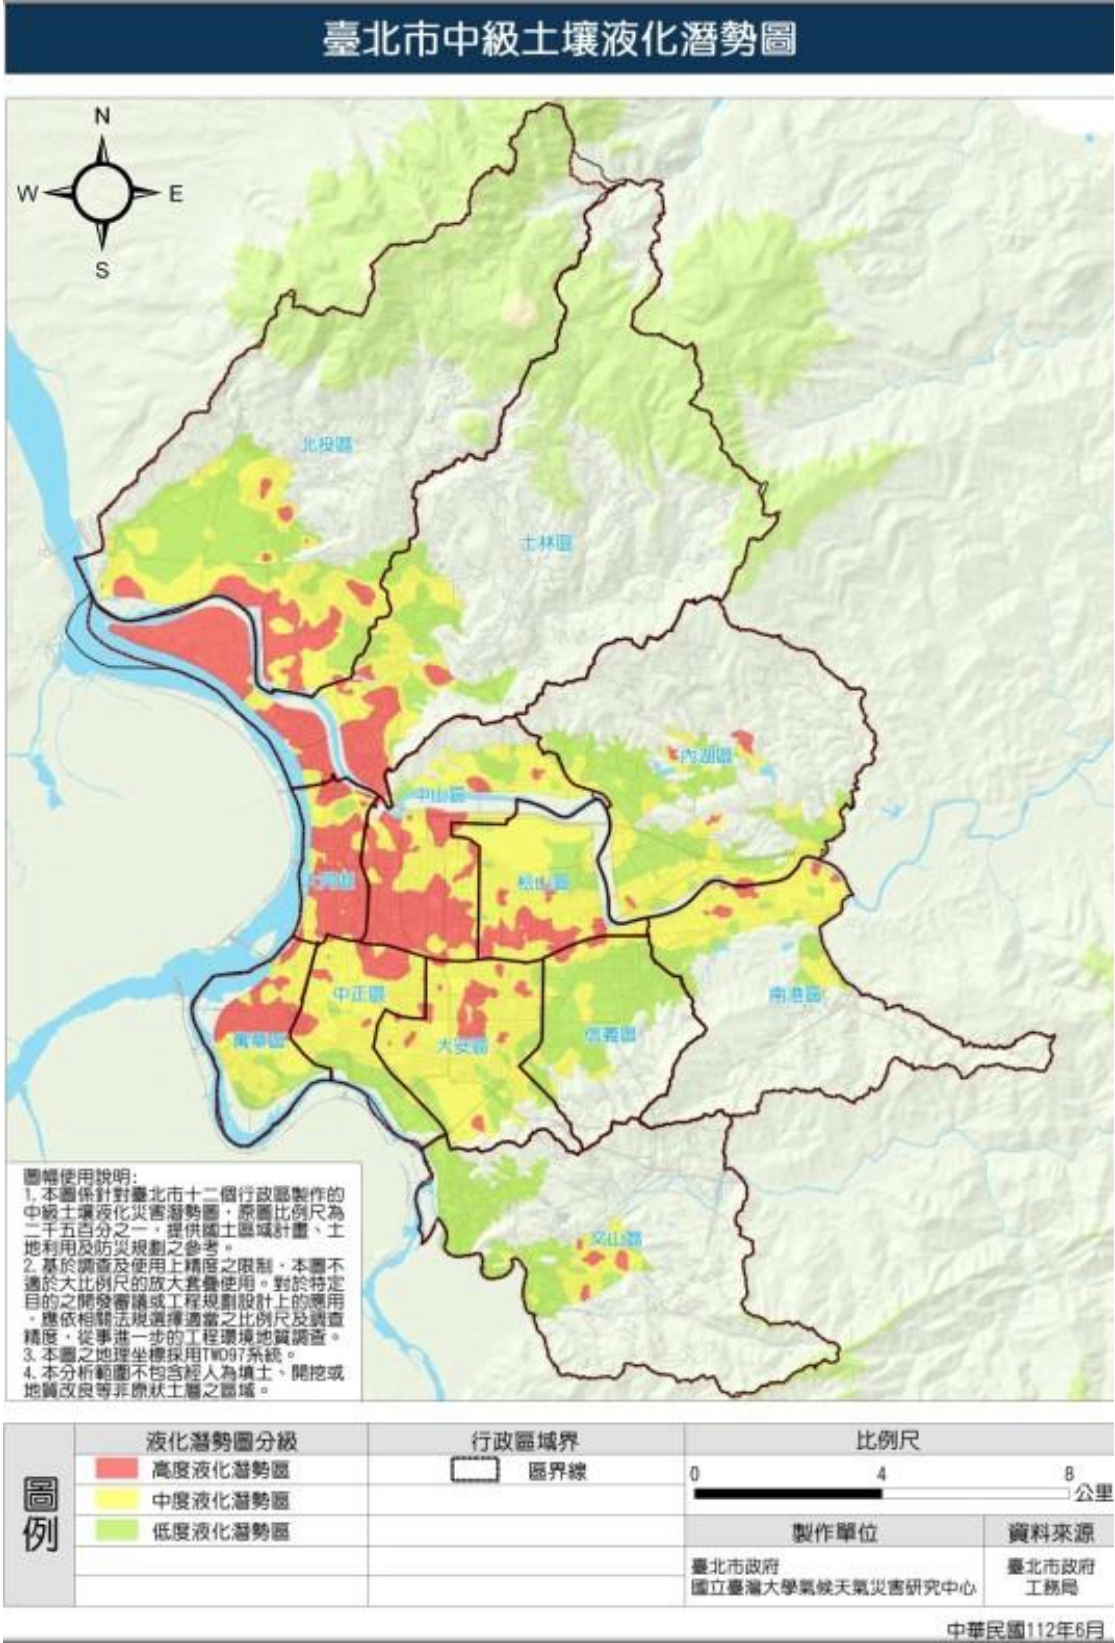 臺北市中級土壤液化潛勢圖
N
W
E
S
北投區
士林區
內湖區
中山區
大同區
松山區
南港區
中正區
萬華區
大安區
信義區
文山區
圖幅使用說明:
1. 本圖係針對臺北市十二個行政區製作的
中級土壤液化災害潛勢圖，原圖比例尺為
二千五百分之一，提供國土區域計畫、土
地利用及防災規劃之參考。
2. 基於調查及使用上精度之限制，本圖不
適於大比例尺的放大套疊使用。對於特定
目的之開發審議或工程規劃設計上的應用
，應依相關法規選擇適當之比例尺及調查
精度，從事進一步的工程環境地質調查。
3. 本圖之地理坐標採用TWD97系統。
4. 本分析範圍不包含經人為填土、開挖或
地質改良等非原狀土層之區域。
圖例
液化潛勢圖分級
高度液化潛勢區
中度液化潛勢區
低度液化潛勢區
行政區域界
區界線
比例尺
0 4 8
公里
製作單位
臺北市政府
國立臺灣大學氣候天氣災害研究中心
資料來源
臺北市政府
工務局
中華民國112年6月